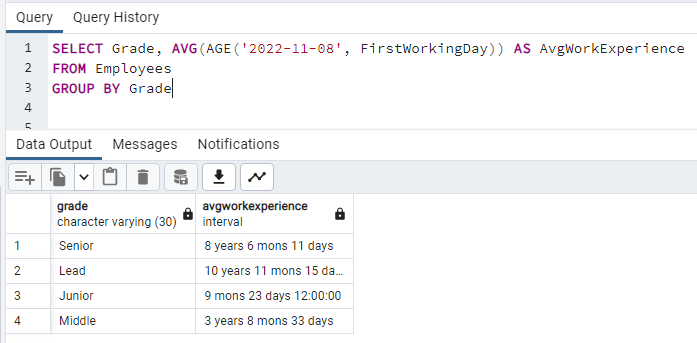 Query Query History
1 SELECT Grade, AVG(AGE('2022-11-08', FirstWorkingDay)) AS AvgWorkExperience
2 FROM Employees
3 GROUP BY Grade
4
5
Data Output Messages Notifications
grade avgworkexperience
character varying (30) interval
1 Senior 8 years 6 mons 11 days
2 Lead 10 years 11 mons 15 da...
3 Junior 9 mons 23 days 12:00:00
4 Middle 3 years 8 mons 33 days